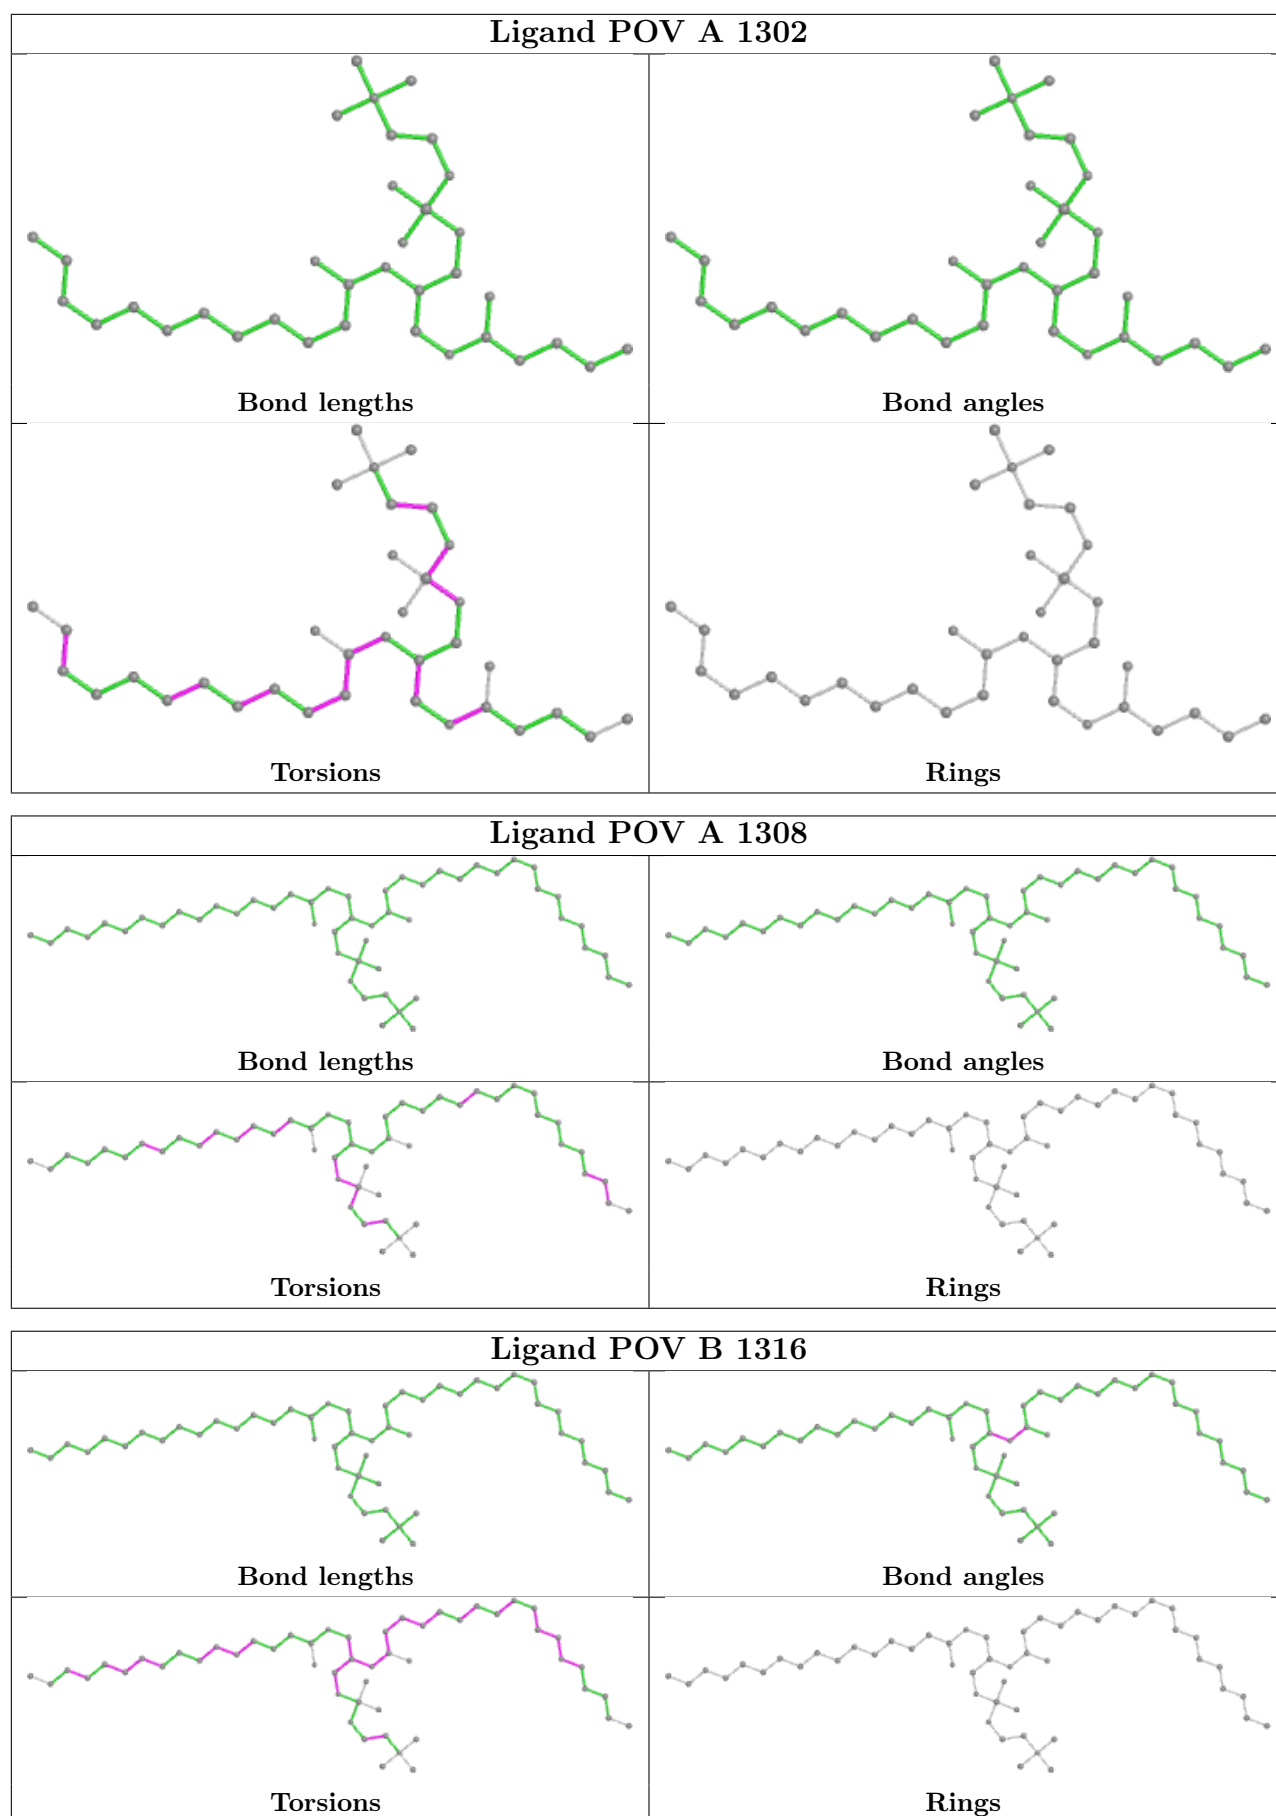 Ligand POV A 1302
Bond lengths
Bond angles
Torsions
Rings
Ligand POV A 1308
Bond lengths
Bond angles
Torsions
Rings
Ligand POV B 1316
Bond lengths
Bond angles
Torsions
Rings